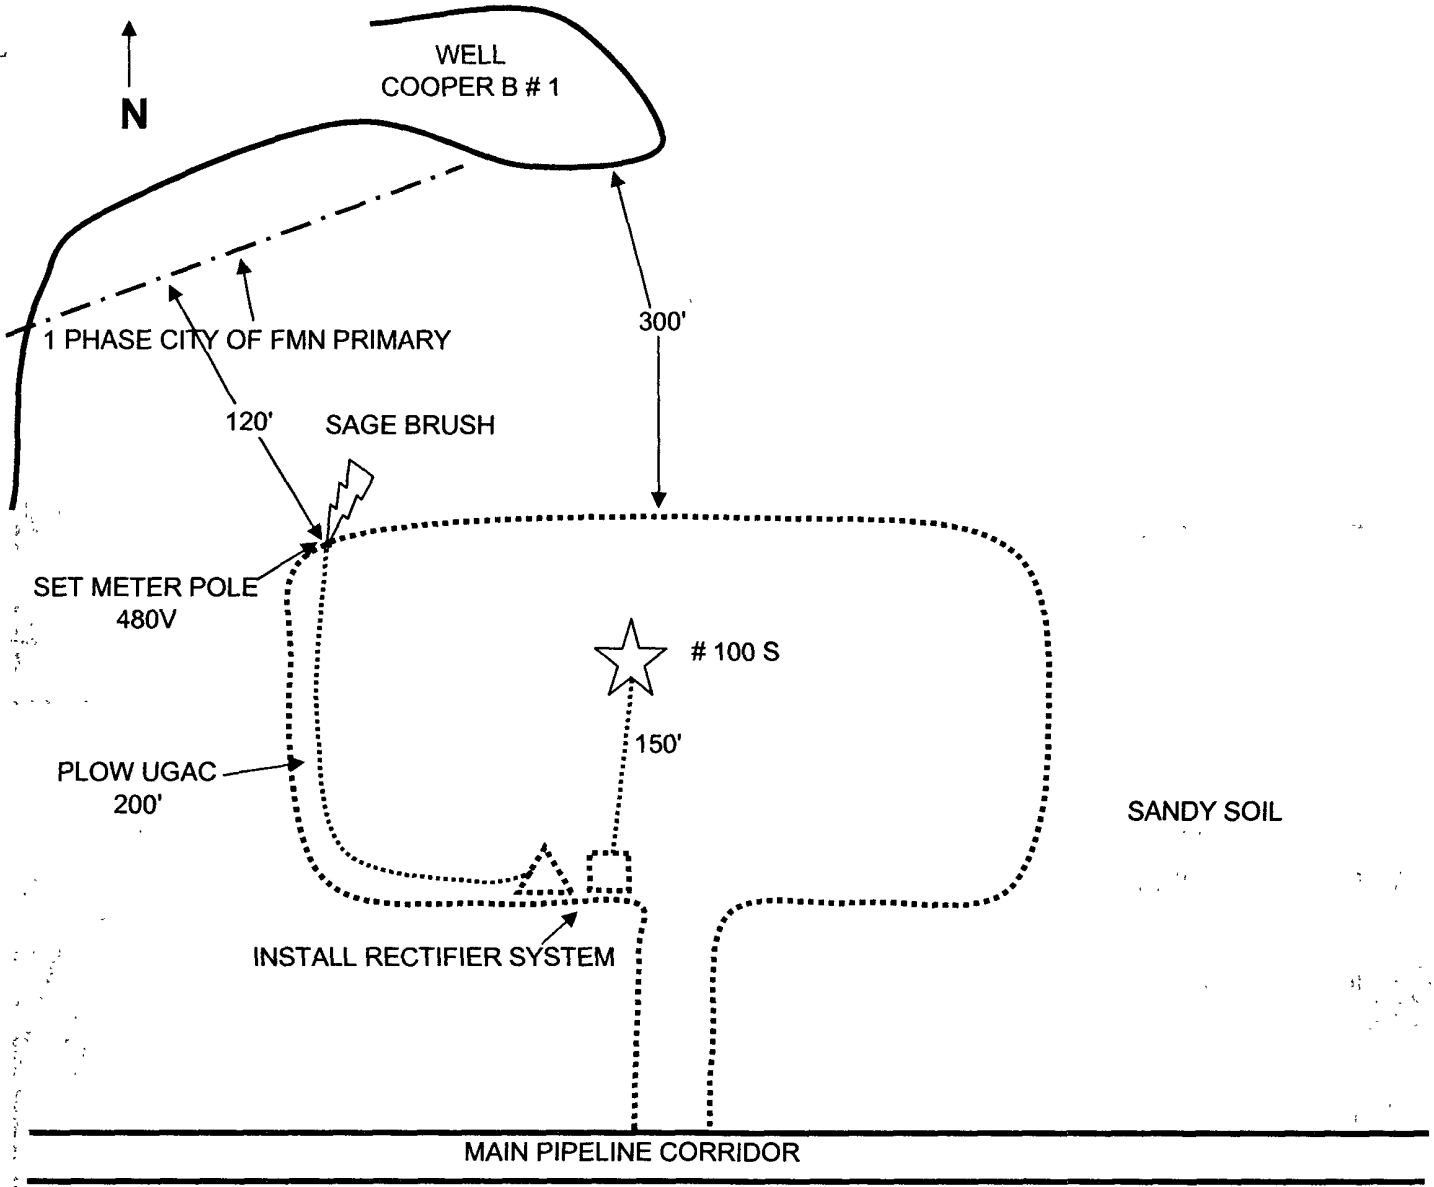 WELL
COOPER B # 1
N
300'
1 PHASE CITY OF FMN PRIMARY
120'
SAGE BRUSH
SET METER POLE
480V
# 100 S
150'
PLOW UGAC
200'
SANDY SOIL
INSTALL RECTIFIER SYSTEM
MAIN PIPELINE CORRIDOR